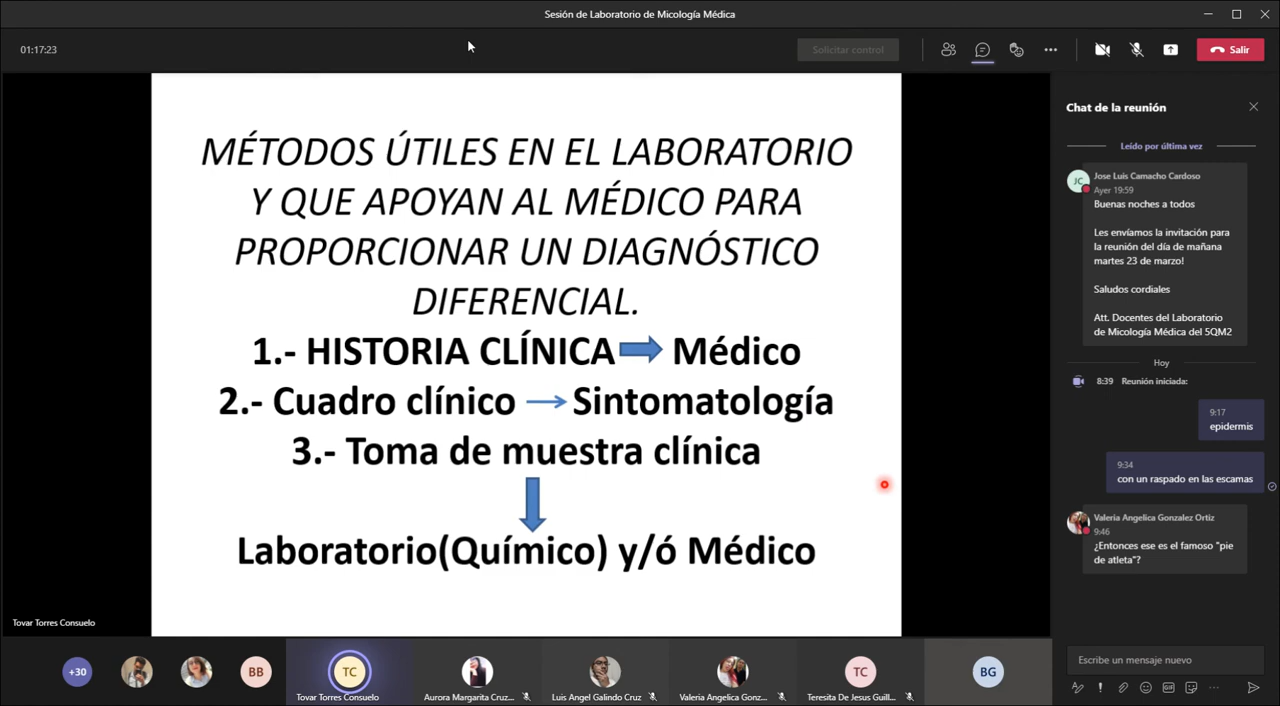 Sesión de Laboratorio de Micología Médica
01:17:23
Solicitar control
Salir
MÉTODOS ÚTILES EN EL LABORATORIO
Y QUE APOYAN AL MÉDICO PARA
PROPORCIONAR UN DIAGNÓSTICO
DIFERENCIAL.
1.- HISTORIA CLÍNICA Médico
2.- Cuadro clínico Sintomatología
3.- Toma de muestra clínica
Laboratorio(Químico) y/ó Médico
Tovar Torres Consuelo
+30
BB
TC
Tovar Torres Consuelo
Aurora Margarita Cruz...
Luis Angel Galindo Cruz
Valeria Angelica Gonz...
TC
Teresita De Jesus Guill...
BG
Chat de la reunión
Leído por última vez
JC
Jose Luis Camacho Cardoso
Ayer 19:59
Buenas noches a todos
Les envíamos la invitación para
la reunión del día de mañana
martes 23 de marzo!
Saludos cordiales
Att. Docentes del Laboratorio
de Micología Médica del 5QM2
Hoy
8:39 Reunión iniciada:
9:17
epidermis
9:34
con un raspado en las escamas
Valeria Angelica Gonzalez Ortiz
9:46
¿Entonces ese es el famoso "pie
de atleta"?
Escribe un mensaje nuevo
GIF